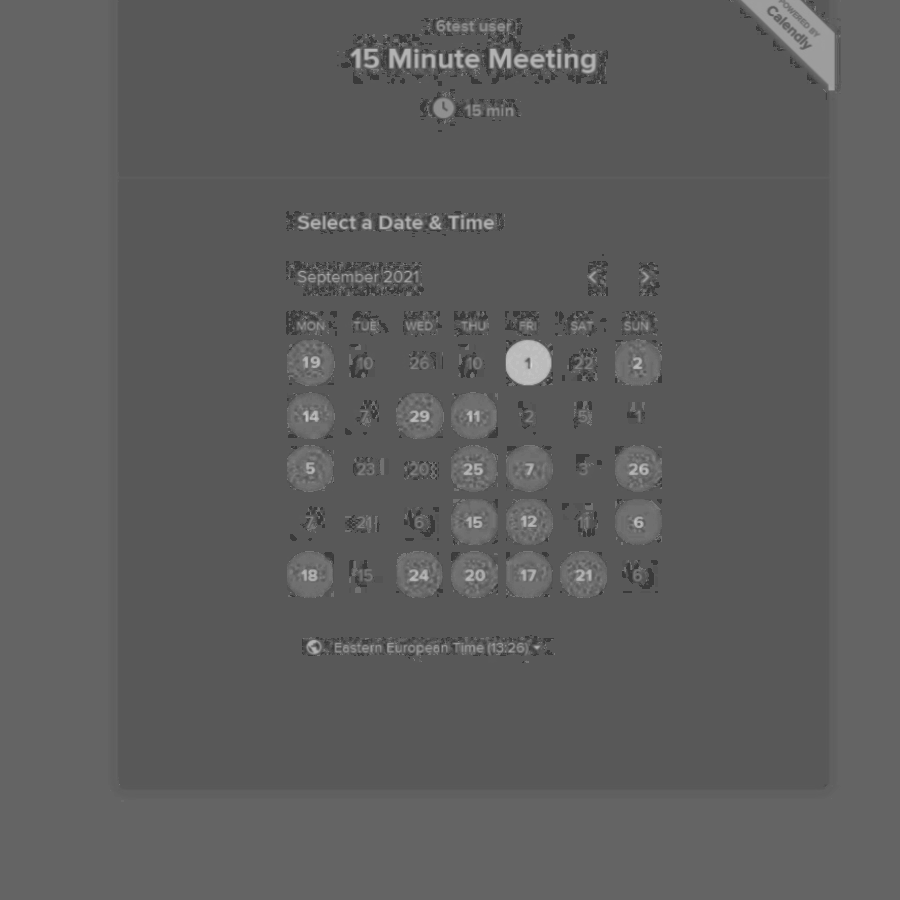 6test user
POWERED BY
Calendly
15 Minute Meeting
15 min
Select a Date & Time
September 2021
MON TUE WED THU FRI SAT SUN
19 10 26 10 1 22 2
14 7 29 11 2 5 1
5 23 20 25 7 3 26
7 21 6 15 12 11 6
18 15 24 20 17 21 6
Eastern European Time (13:26)